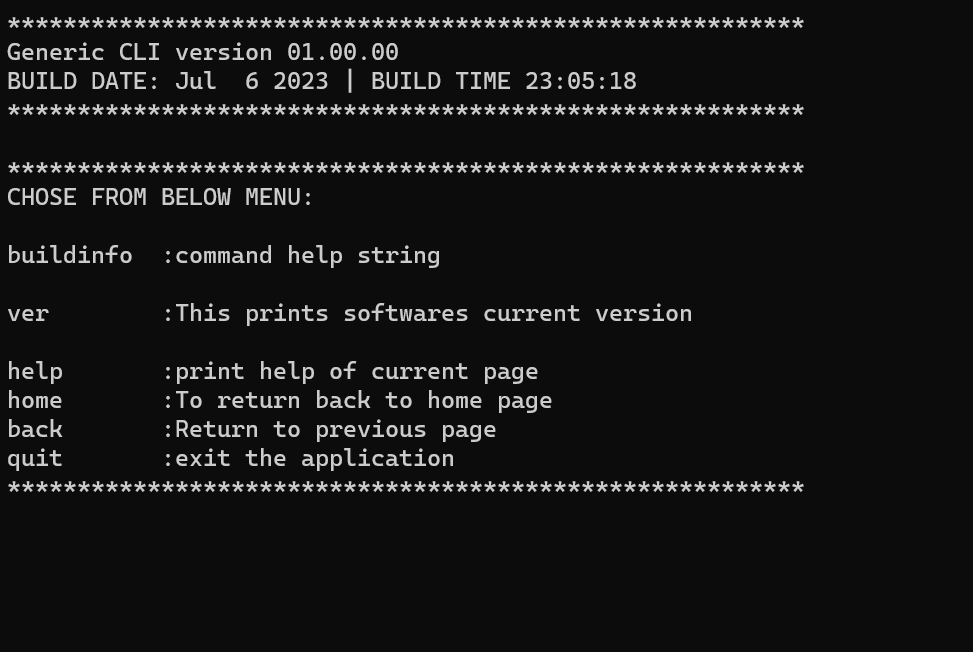 *********************************************************
Generic CLI version 01.00.00
BUILD DATE: Jul  6 2023 | BUILD TIME 23:05:18
*********************************************************
*********************************************************
CHOSE FROM BELOW MENU:
buildinfo  :command help string
ver        :This prints softwares current version
help       :print help of current page
home       :To return back to home page
back       :Return to previous page
quit       :exit the application
*********************************************************